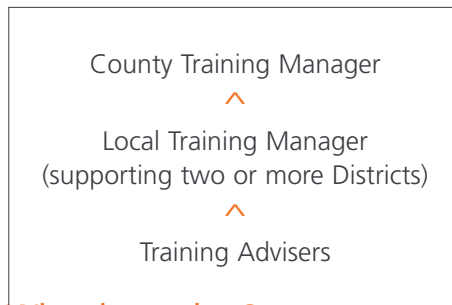 County Training Manager
^
Local Training Manager
(supporting two or more Districts)
^
Training Advisers